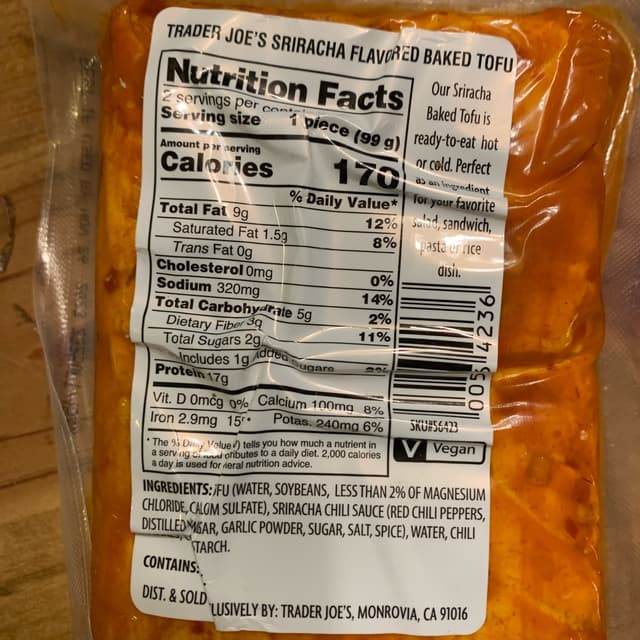 TRADER JOE'S SRIRACHA FLAVORED BAKED TOFU
Nutrition Facts
2 servings per
Serving size 1 piece (99 g)
Amount per serving
Calories 170
% Daily Value*
Total Fat 9g 12%
Saturated Fat 1.5g 8%
Trans Fat 0g
Cholesterol 0mg 0%
Sodium 320mg 14%
Total Carbohydrate 5g 2%
Dietary Fiber 3g 11%
Total Sugars 2g
Includes 1g Added Sugars 2%
Protein 17g
Vit. D 0mcg 0% Calcium 100mg 8%
Iron 2.9mg Potas. 240mg 6%
* The % Daily Value tells you how much a nutrient in
a serving of food contributes to a daily diet. 2,000 calories
a day is used for nutrition advice.
Our Sriracha
Baked Tofu is
ready-to-eat hot
or cold. Perfect
as an ingredient
for your favorite
salad, sandwich,
pasta or rice
dish.
SKU#56423
V Vegan
INGREDIENTS: (WATER, SOYBEANS, LESS THAN 2% OF MAGNESIUM
CHLORIDE, SULFATE), SRIRACHA CHILI SAUCE (RED CHILI PEPPERS,
DISTILLED GARLIC POWDER, SUGAR, SALT, SPICE), WATER, CHILI
CONTAINS:
DIST. & SOLD BY: TRADER JOE'S, MONROVIA, CA 91016